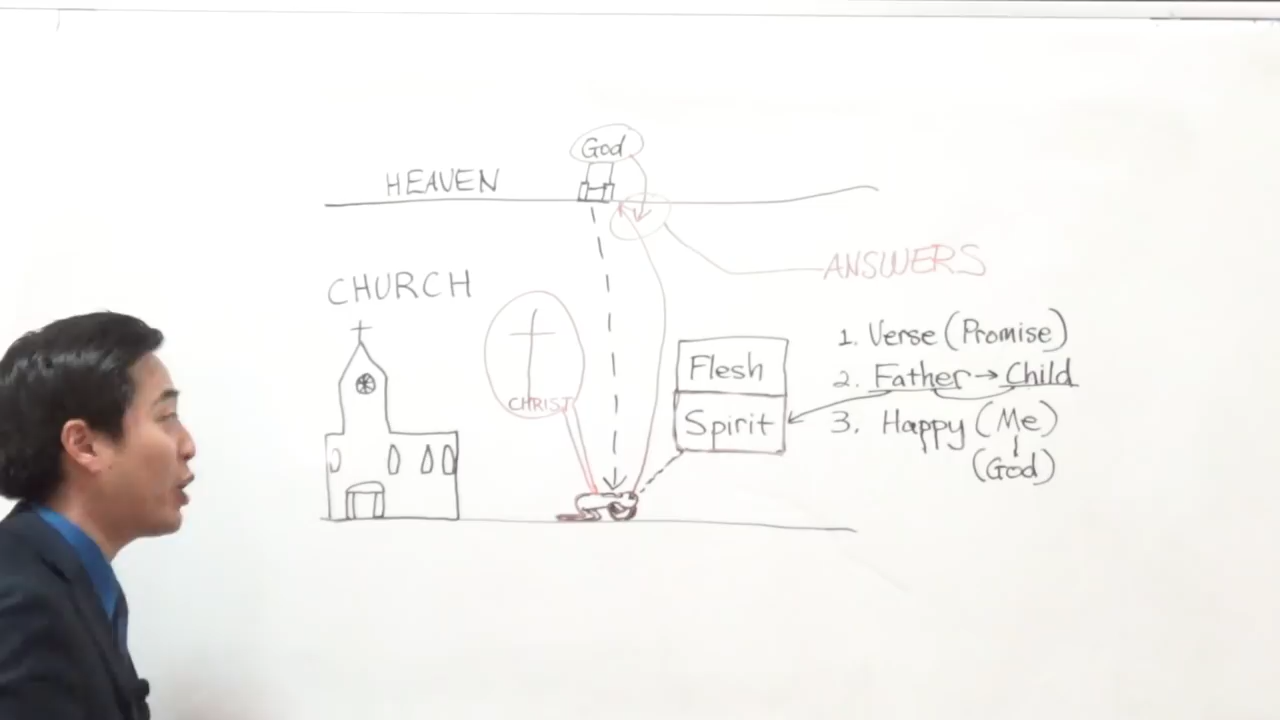 God
HEAVEN
ANSWERS
CHURCH
CHRIST
Flesh
Spirit
1. Verse (Promise)
2. Father → Child
3. Happy (Me)
(God)